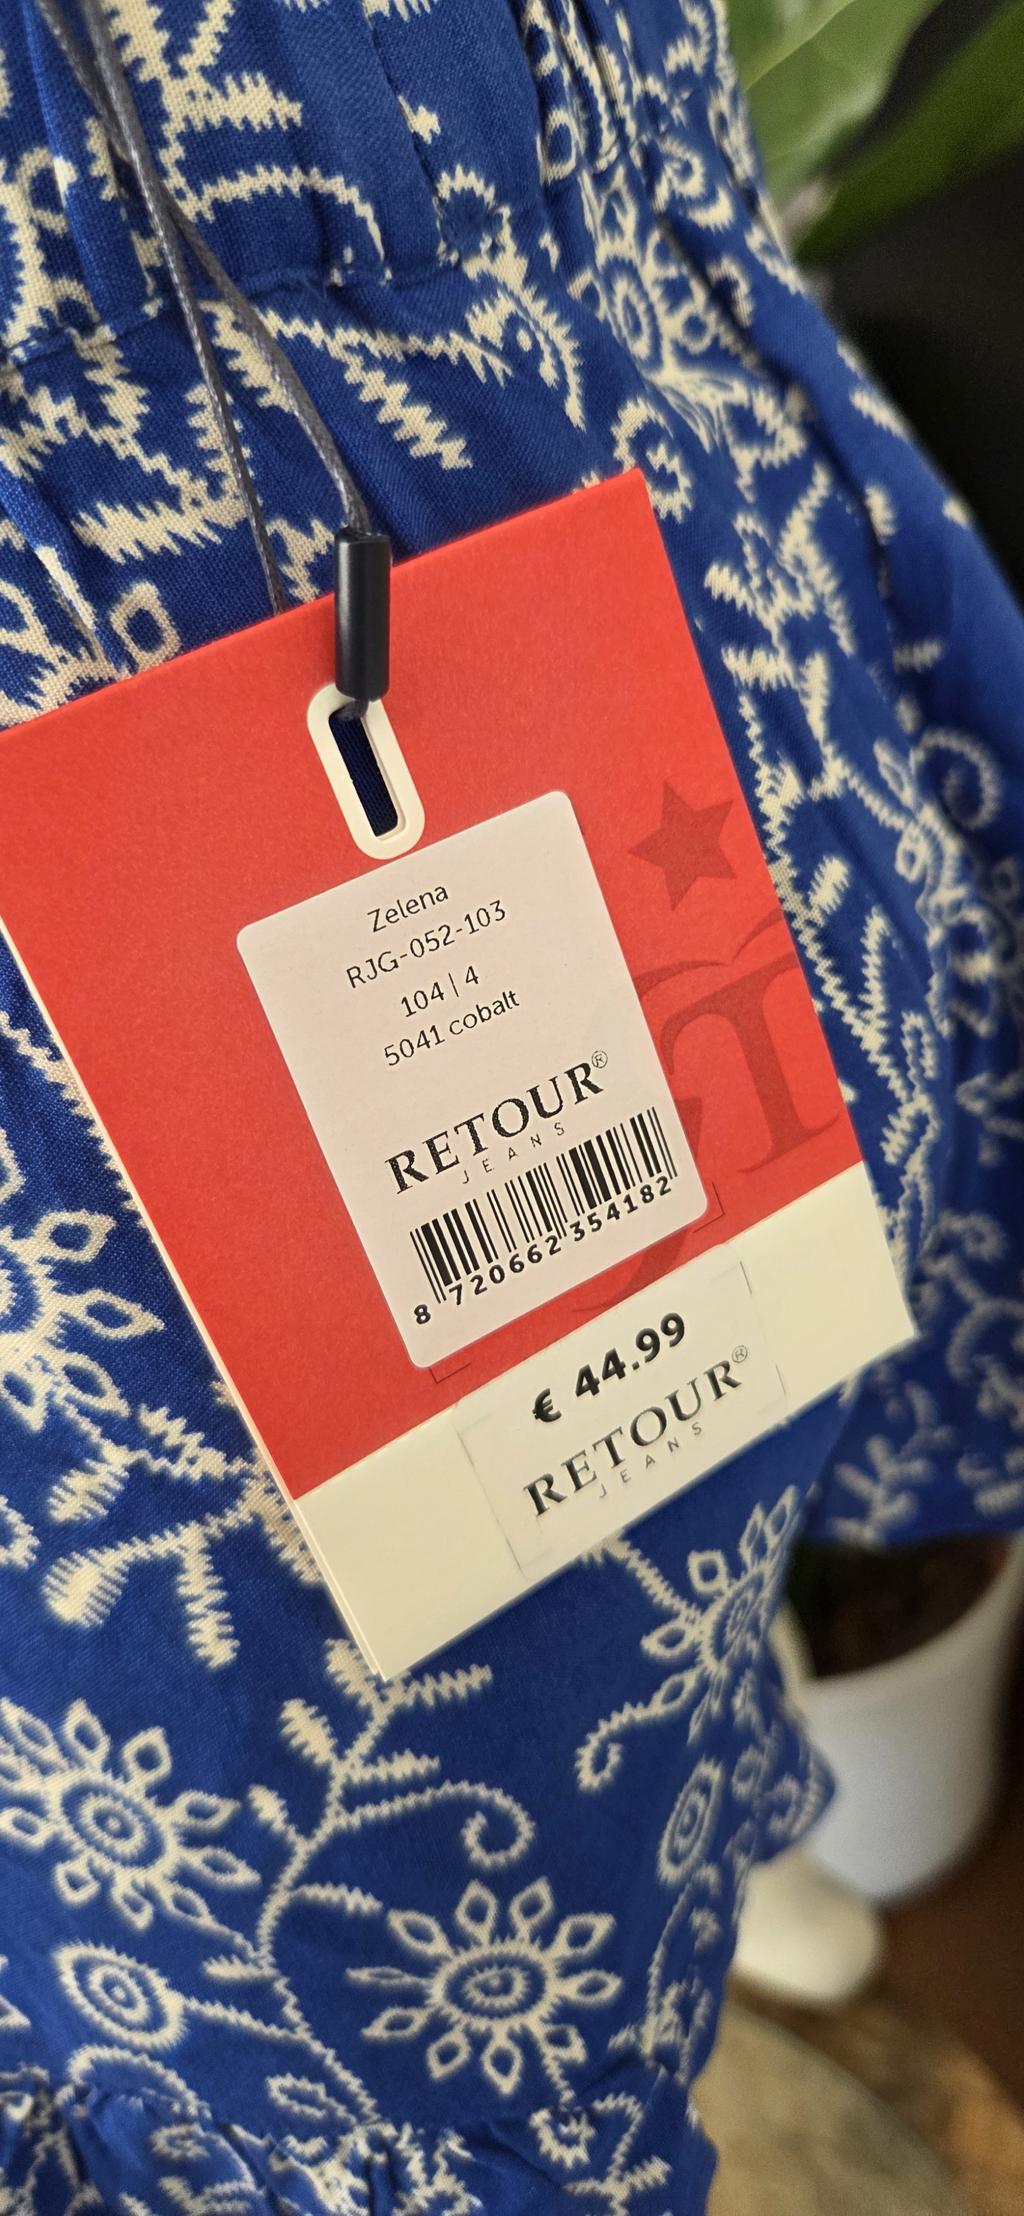 Zelena
RJG-052-103
104 | 4
5041 cobalt
RETOUR®
JEANS
8 720662 354182
€ 44.99
RETOUR®
JEANS